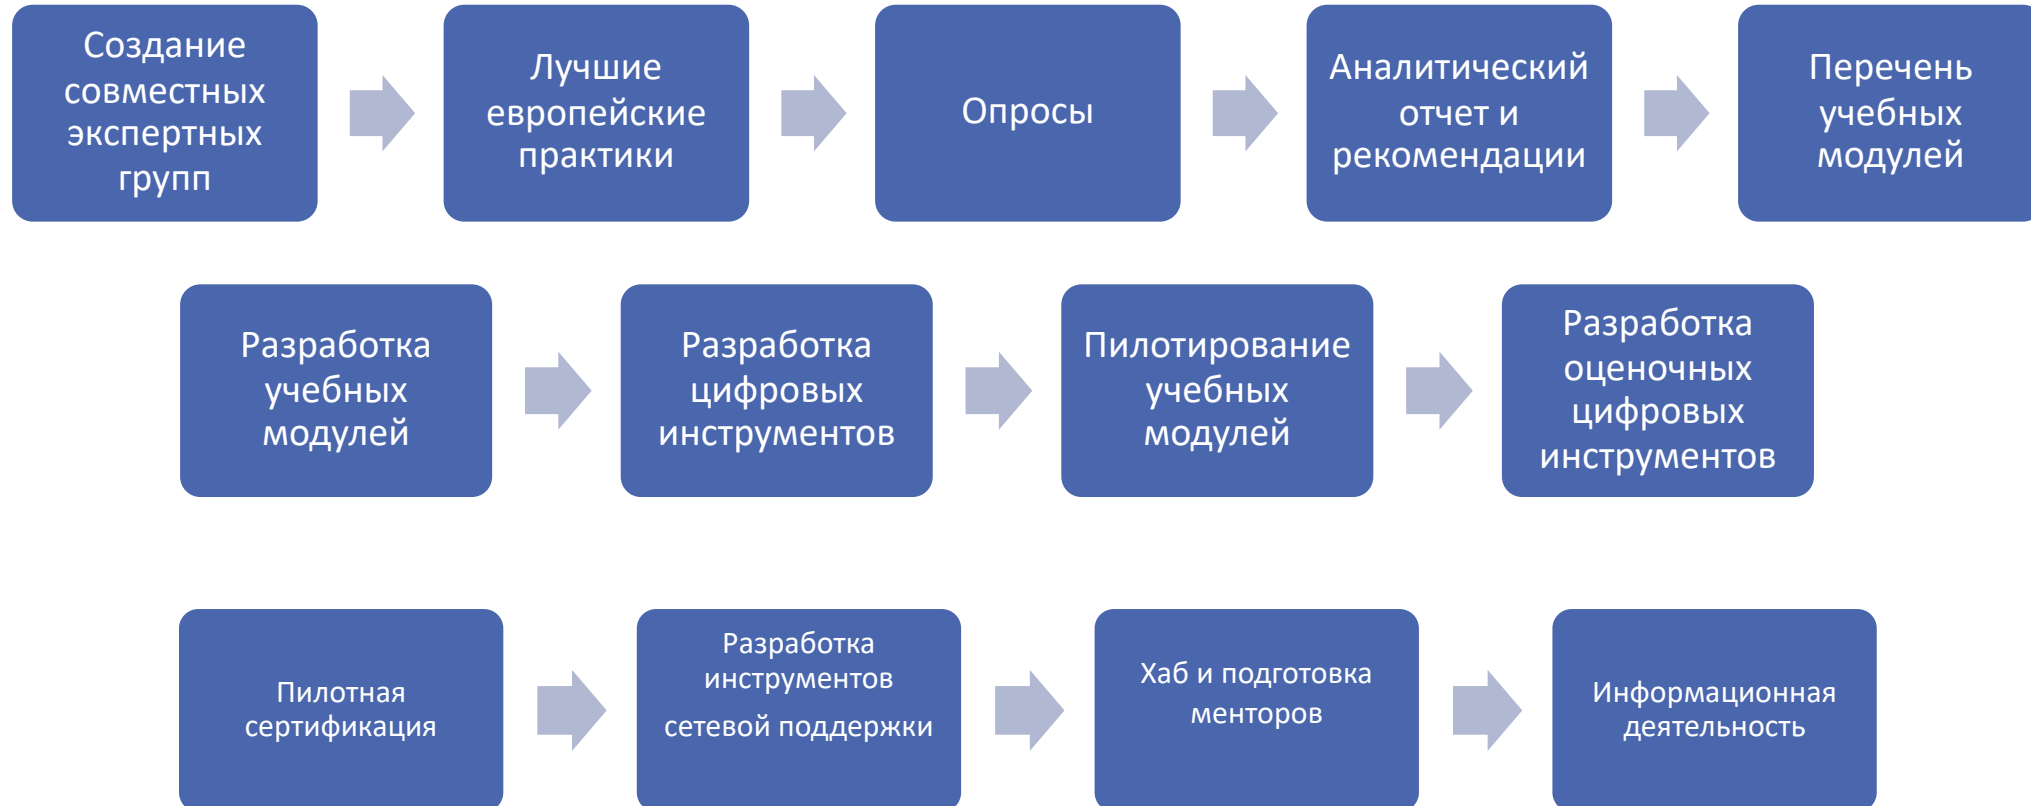 Создание
совместных
экспертных
групп
Лучшие
европейские
практики
Опросы
Аналитический
отчет и
рекомендации
Перечень
учебных
модулей
Разработка
учебных
модулей
Разработка
цифровых
инструментов
Пилотирование
учебных
модулей
Разработка
оценочных
цифровых
инструментов
Пилотная
сертификация
Разработка
инструментов
сетевой поддержки
Хаб и подготовка
менторов
Информационная
деятельность